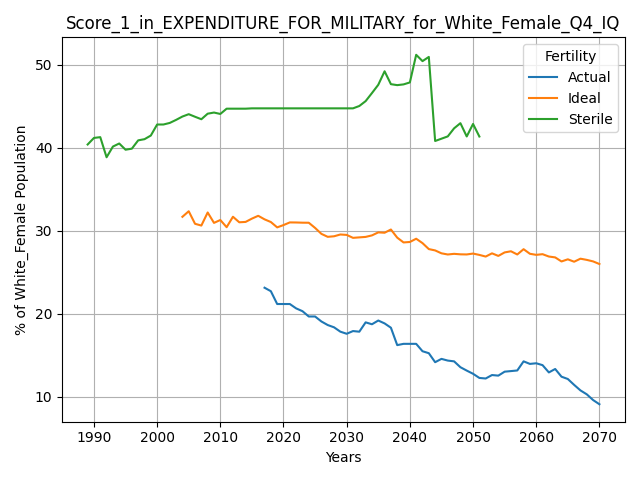 Score_1_in_EXPENDITURE_FOR_MILITARY_for_White_Female_Q4_IQ
% of White_Female Population
50
40
30
20
10
Fertility
Actual
Ideal
Sterile
1990 2000 2010 2020 2030 2040 2050 2060 2070
Years